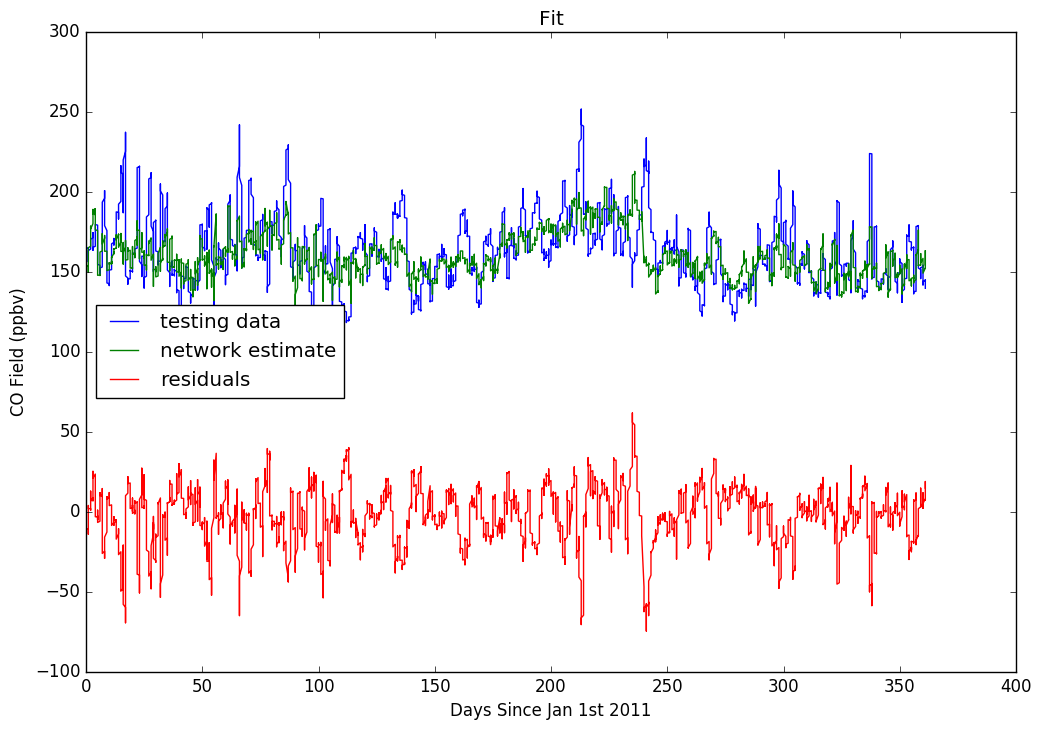 Fit
300
250
200
150
100
50
0
−50
−100
CO Field (ppbv)
testing data
network estimate
residuals
0 50 100 150 200 250 300 350 400
Days Since Jan 1st 2011